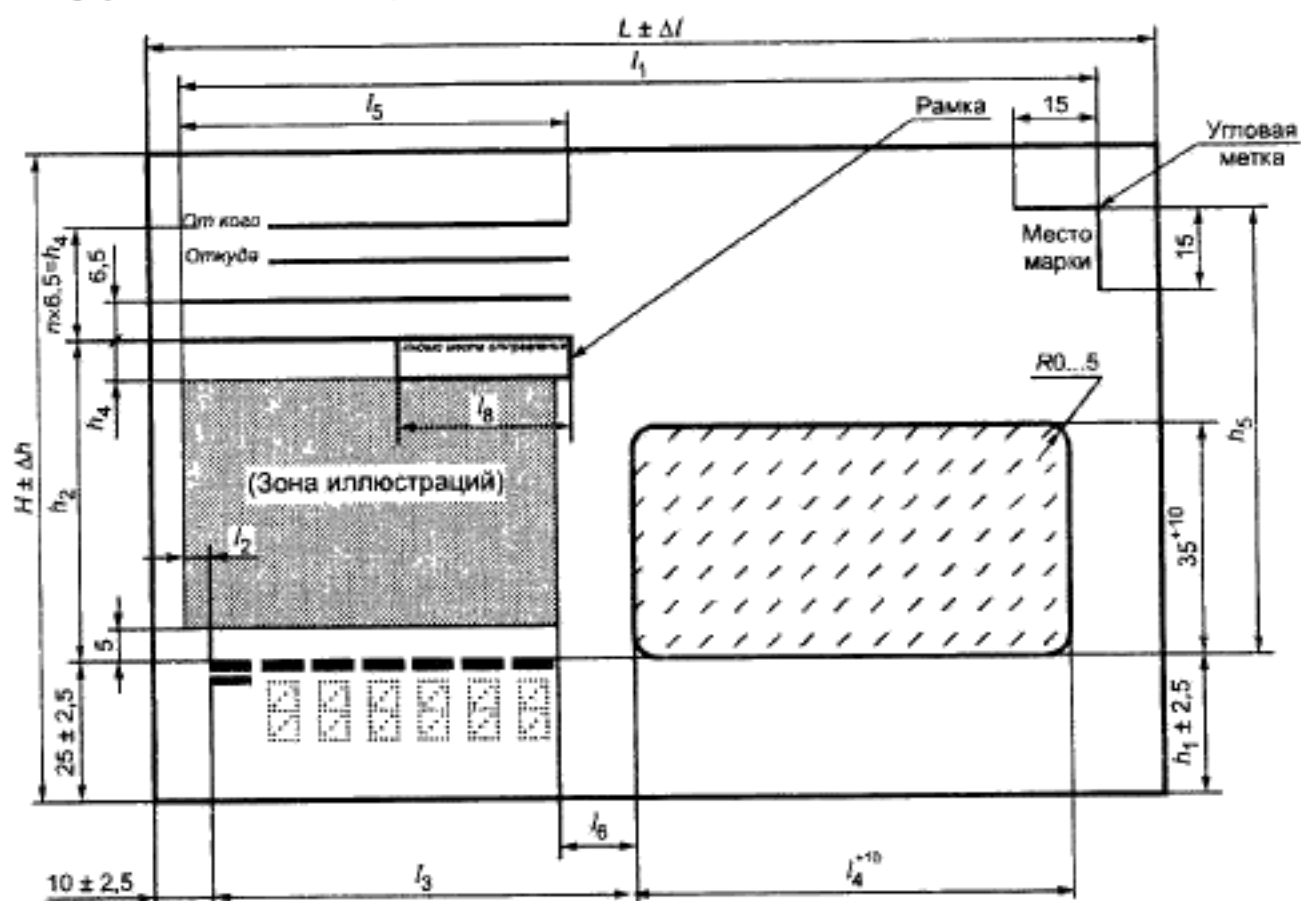 L ± Δl
l₁
l₅
Рамка
15
Угловая
метка
От кого
Откуда
Место
марки
15
n×6.5=h₄
6,5
R0...5
h₄
l₈
h₅
H ± Δh
h₂
(Зона иллюстраций)
35⁺¹⁰
l₂
5
25 ± 2,5
h₁ ± 2,5
l₆
10 ± 2,5
l₃
l₄⁺¹⁰